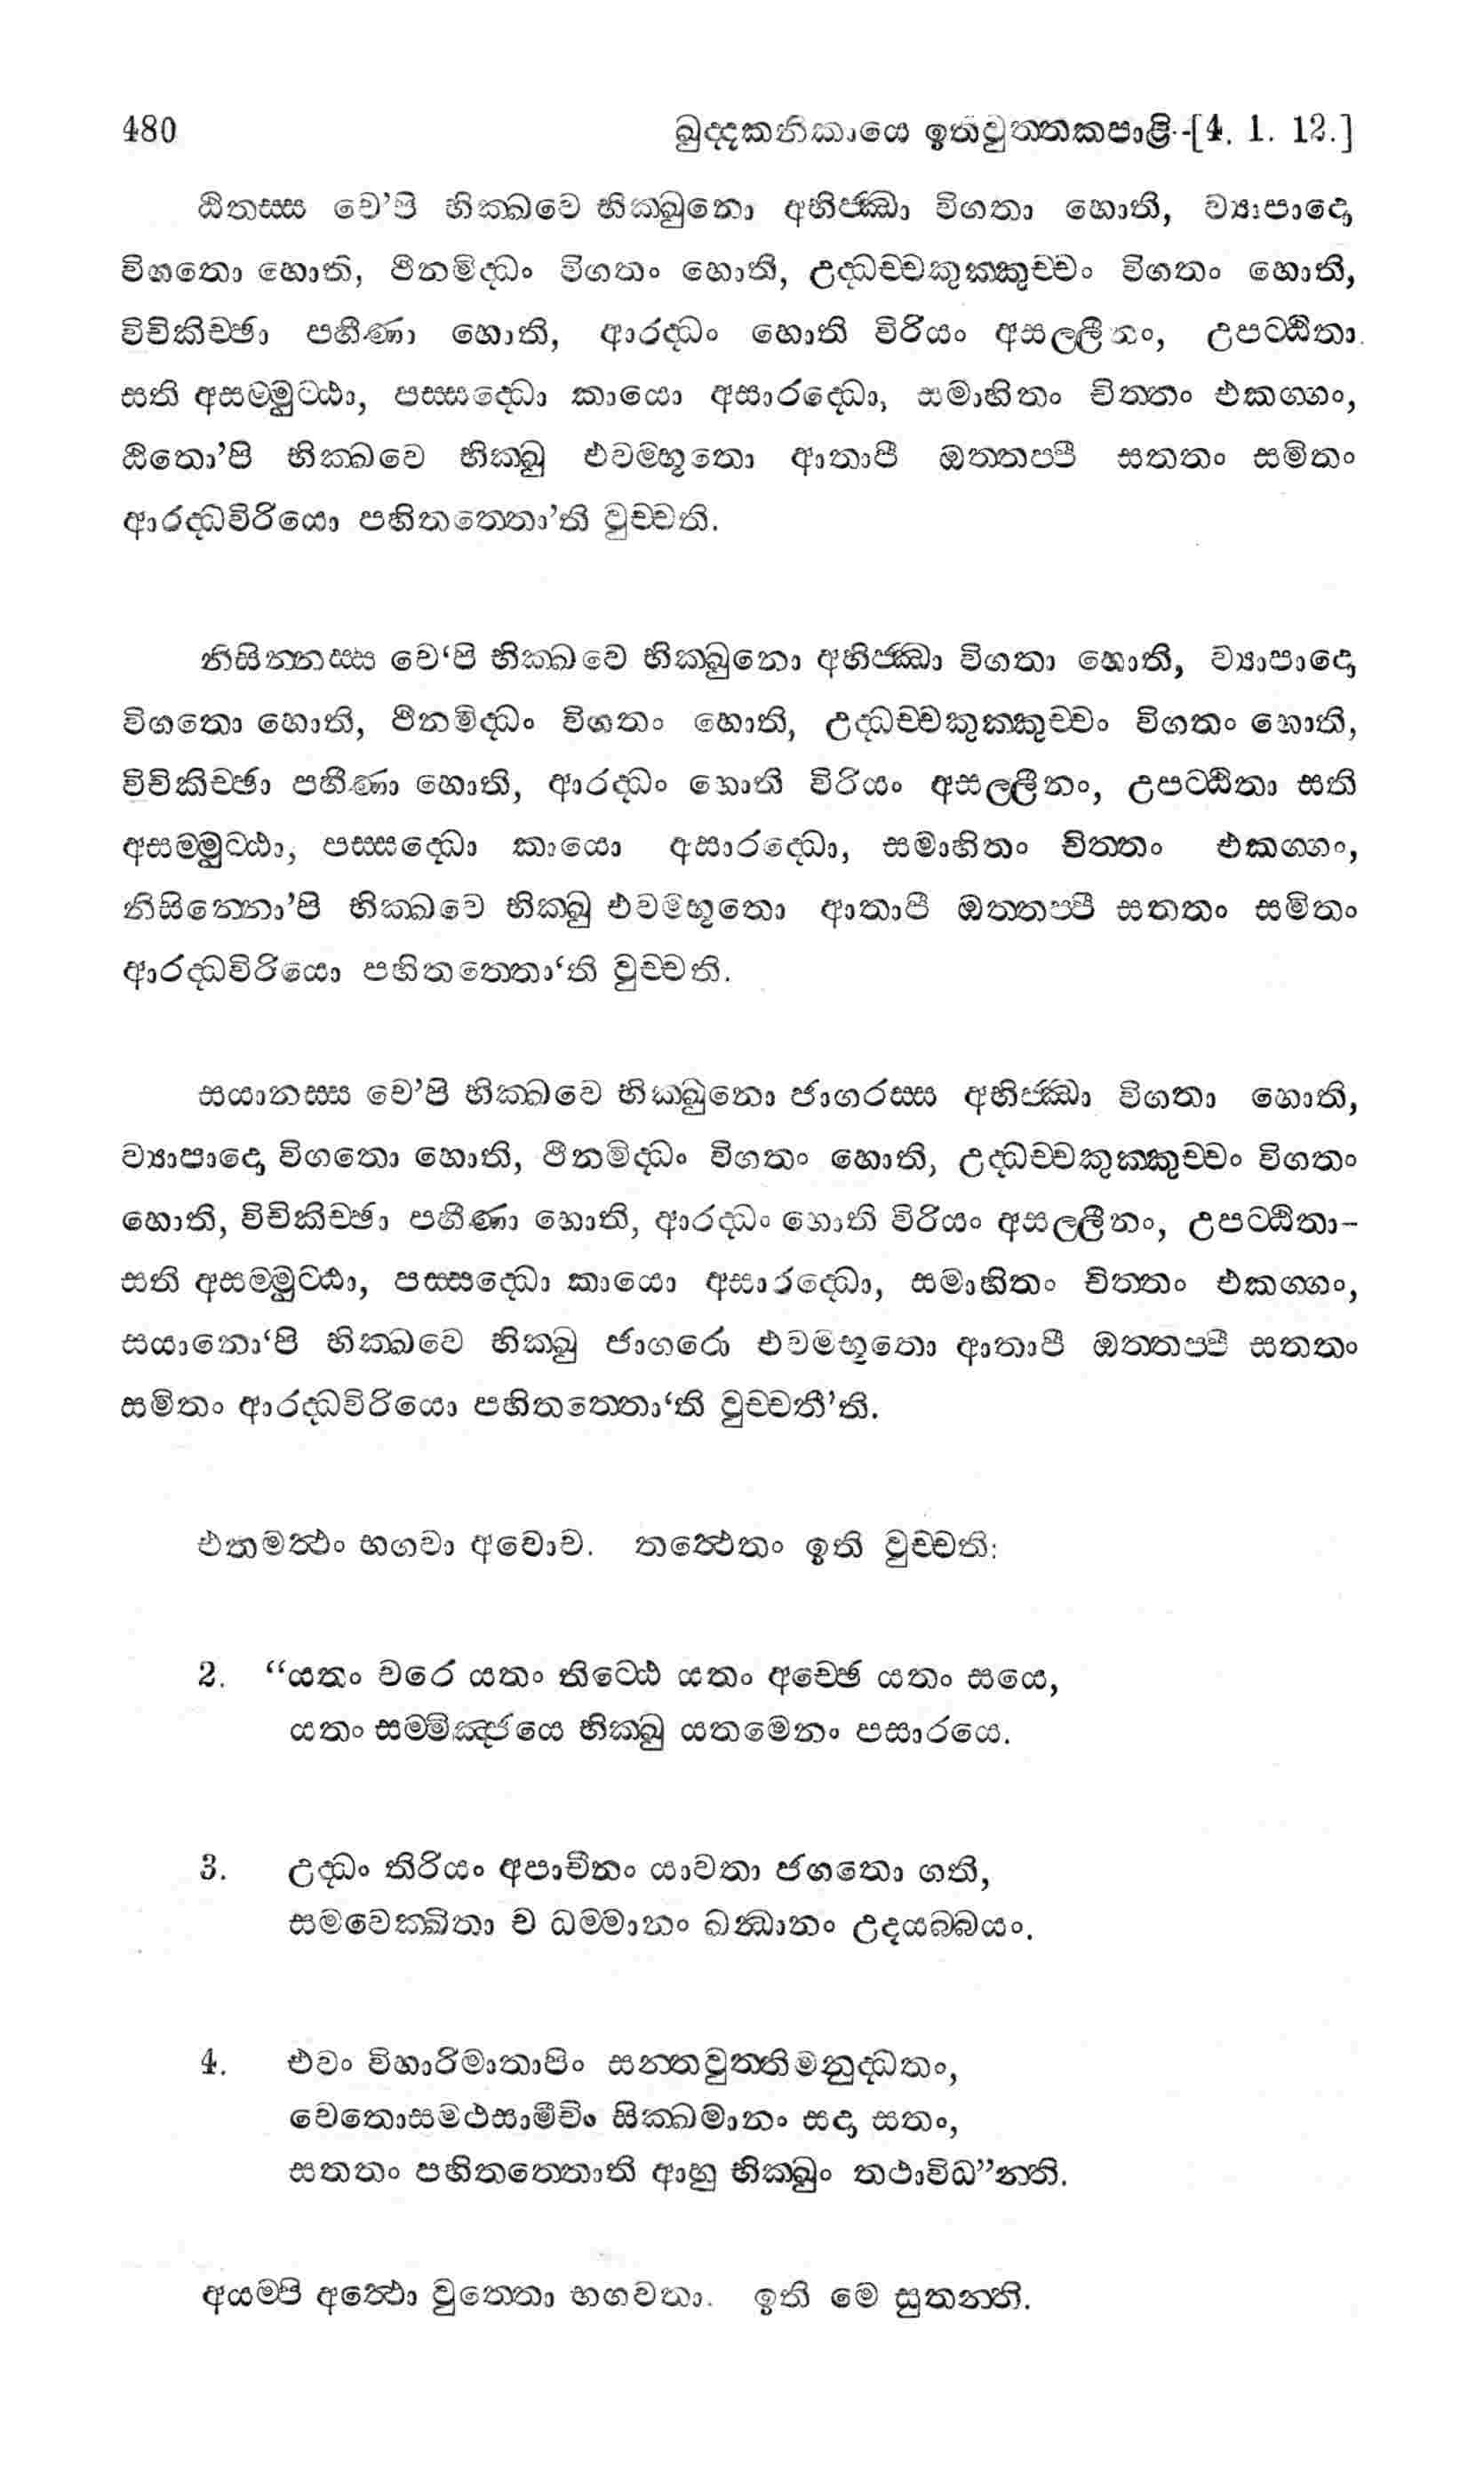 480 ඛුද්දකනිකායෙ ඉතිවුත්තකපාළි-[4. 1. 12.]
ඨිතස්ස චෙ’පි භික්ඛවෙ භික්ඛුනො අභිජ්ඣා විගතා හොති, ව්‍යාපාදො
විගතො හොති, ථීනමිද්ධං විගතං හොති, උද්ධච්චකුක්කුච්චං විගතං හොති,
විචිකිච්ඡා පහීණා හොති, ආරද්ධං හොති විරියං අසල්ලීනං, උපට්ඨිතා
සති අසම්මුට්ඨා, පස්සද්ධො කායො අසාරද්ධො, සමාහිතං චිත්තං එකග්ගං,
ඨිතො’පි භික්ඛවෙ භික්ඛු එවම්භූතො ආතාපී ඔත්තප්පී සතතං සමිතං
ආරද්ධවිරියො පහිතත්තො’ති වුච්චති.
නිසින්නස්ස චෙ‘පි භික්ඛවෙ භික්ඛුනො අභිජ්ඣා විගතා හොති, ව්‍යාපාදො
විගතො හොති, ථීනමිද්ධං විගතං හොති, උද්ධච්චකුක්කුච්චං විගතං හොති,
විචිකිච්ඡා පහීණා හොති, ආරද්ධං හොති විරියං අසල්ලීනං, උපට්ඨිතා සති
අසම්මුට්ඨා, පස්සද්ධො කායො අසාරද්ධො, සමාහිතං චිත්තං එකග්ගං,
නිසින්නො’පි භික්ඛවෙ භික්ඛු එවම්භූතො ආතාපී ඔත්තප්පී සතතං සමිතං
ආරද්ධවිරියො පහිතත්තො‘ති වුච්චති.
සයානස්ස චෙ’පි භික්ඛවෙ භික්ඛුනො ජාගරස්ස අභිජ්ඣා විගතා හොති,
ව්‍යාපාදො විගතො හොති, ථීනමිද්ධං විගතං හොති, උද්ධච්චකුක්කුච්චං විගතං
හොති, විචිකිච්ඡා පහීණා හොති, ආරද්ධං හොති විරියං අසල්ලීනං, උපට්ඨිතා-
සති අසම්මුට්ඨා, පස්සද්ධො කායො අසාරද්ධො, සමාහිතං චිත්තං එකග්ගං,
සයානො‘පි භික්ඛවෙ භික්ඛු ජාගරො එවම්භූතො ආතාපී ඔත්තප්පී සතතං
සමිතං ආරද්ධවිරියො පහිතත්තො‘ති වුච්චතී’ති.
එතමත්ථං භගවා අවොච. තත්ථෙතං ඉති වුච්චති:
2. “යතං චරෙ යතං තිට්ඨෙ යතං අච්ඡෙ යතං සයෙ,
යතං සම්මිඤ්ජයෙ භික්ඛු යතමෙනං පසාරයෙ.
3. උද්ධං තිරියං අපාචීනං යාවතා ජගතො ගති,
සමවෙක්ඛිතා ච ධම්මානං ඛන්ධානං උදයබ්බයං.
4. එවං විහාරිමාතාපිං සන්තවුත්තිමනුද්ධතං,
චෙතොසමථසාමීචිං සික්ඛමානං සදා සතං,
සතතං පහිතත්තොති ආහු භික්ඛුං තථාවිධ”න්ති.
අයම්පි අත්ථො වුත්තො භගවතා. ඉති මෙ සුතන්ති.